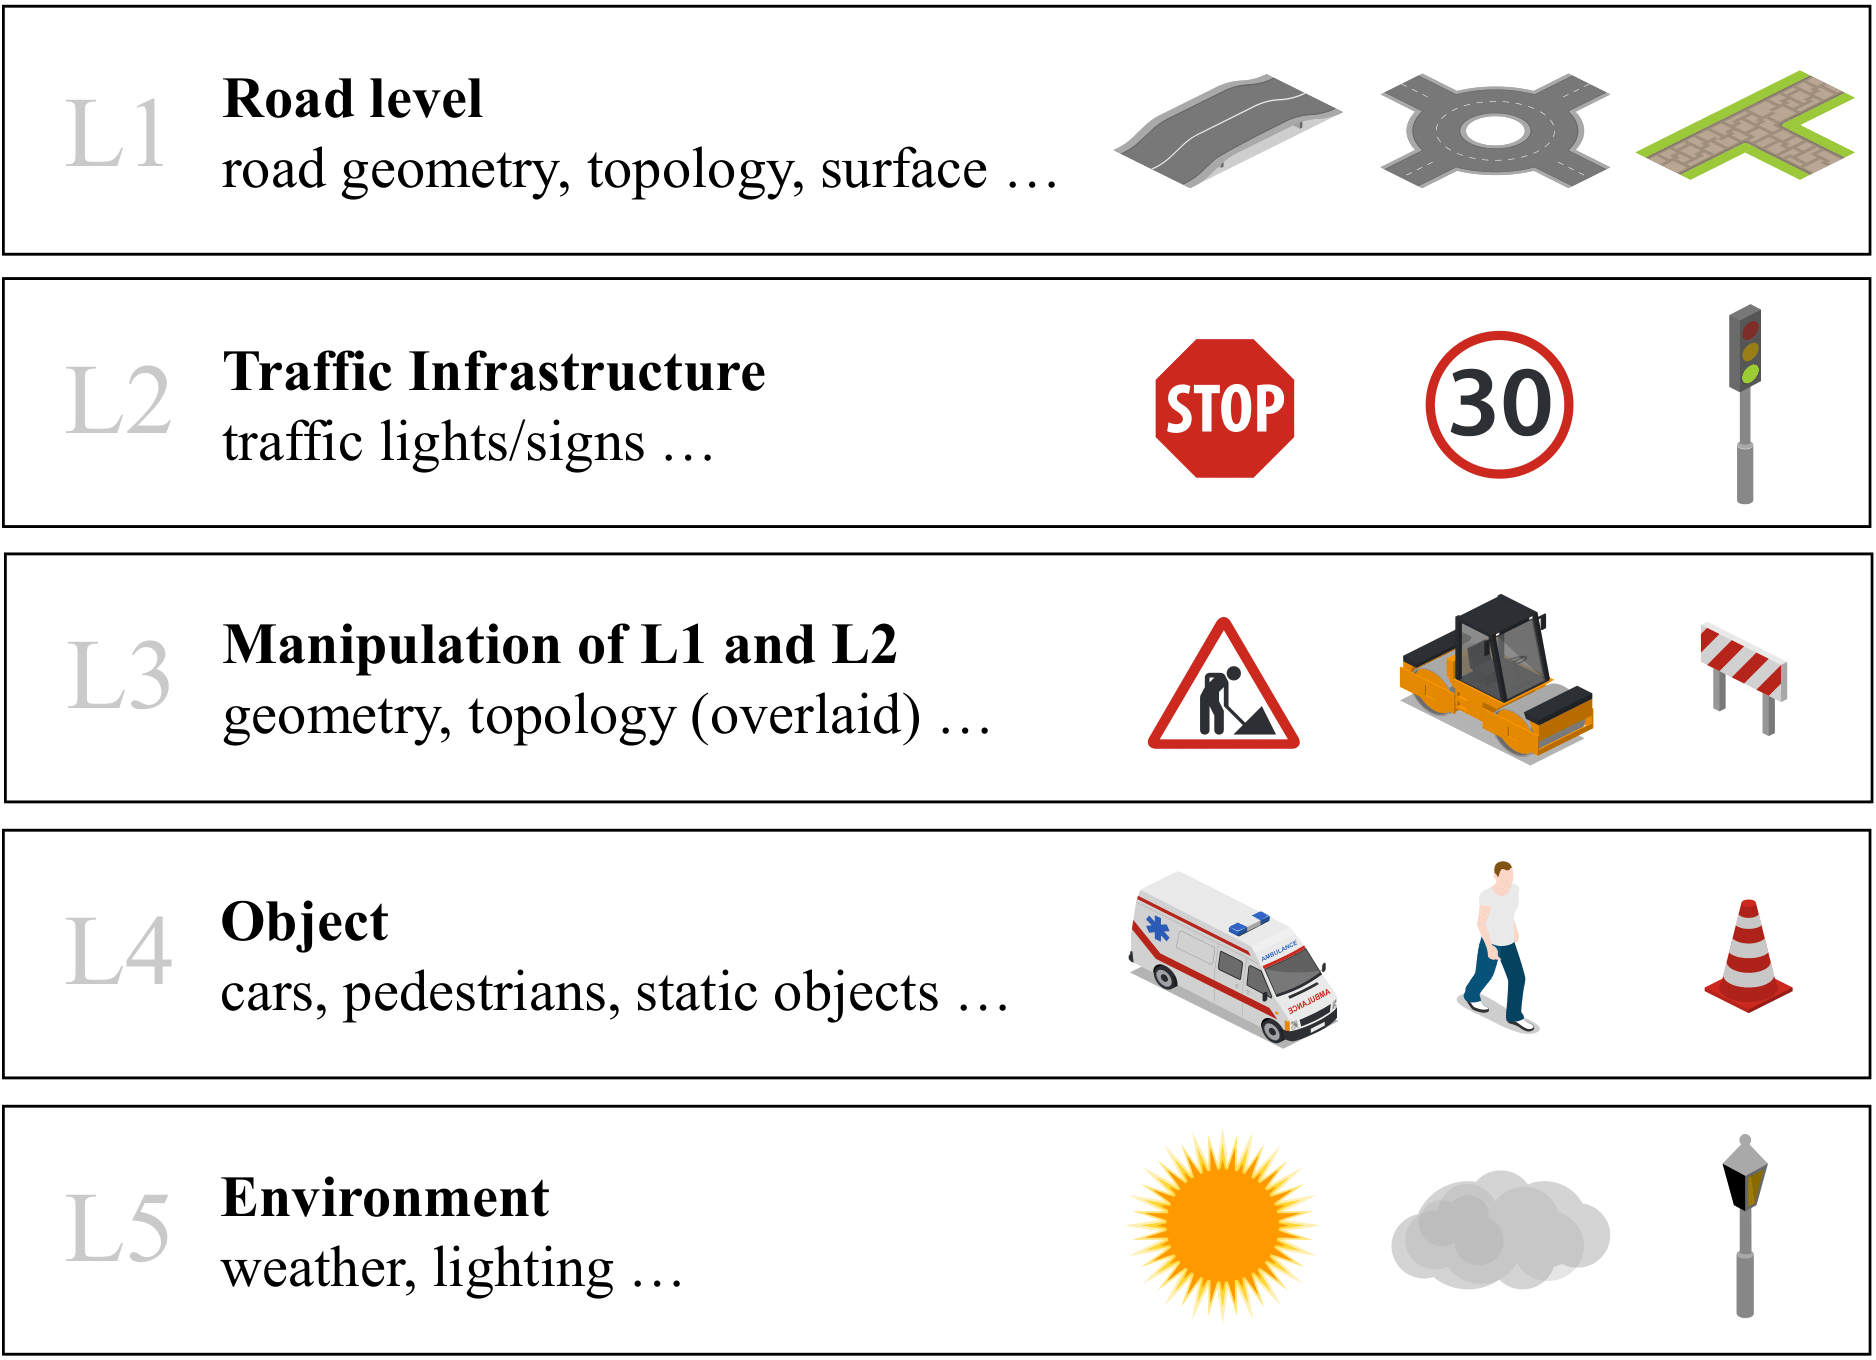 L1
Road level
road geometry, topology, surface …
L2
Traffic Infrastructure
traffic lights/signs …
STOP
30
L3
Manipulation of L1 and L2
geometry, topology (overlaid) …
L4
Object
cars, pedestrians, static objects …
AMBULANCE
AMBULANCE
L5
Environment
weather, lighting …